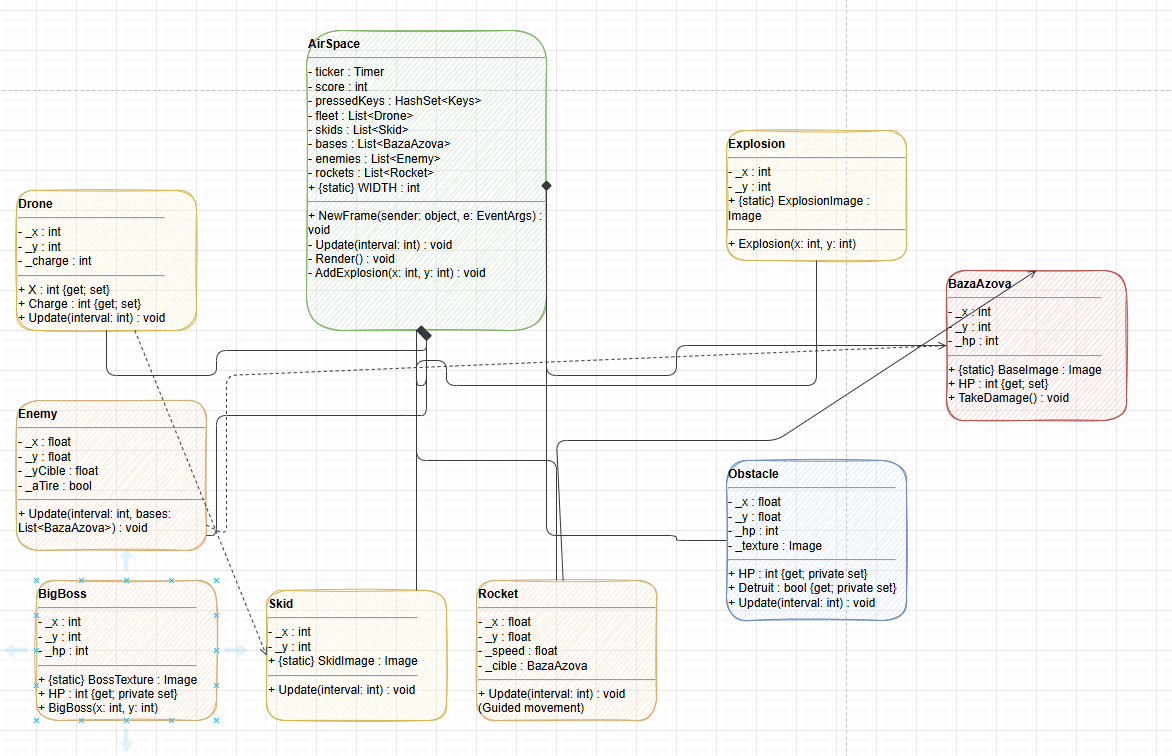 AirSpace
- ticker : Timer
- score : int
- pressedKeys : HashSet<Keys>
- fleet : List<Drone>
- skids : List<Skid>
- bases : List<BazaAzova>
- enemies : List<Enemy>
- rockets : List<Rocket>
+ {static} WIDTH : int
+ NewFrame(sender: object, e: EventArgs) :
void
- Update(interval: int) : void
- Render() : void
- AddExplosion(x: int, y: int) : void
Explosion
- _x : int
- _y : int
+ {static} ExplosionImage :
Image
+ Explosion(x: int, y: int)
Drone
- _x : int
- _y : int
- _charge : int
+ X : int {get; set}
+ Charge : int {get; set}
+ Update(interval: int) : void
BazaAzova
- _x : int
- _y : int
- _hp : int
+ {static} BaseImage : Image
+ HP : int {get; set}
+ TakeDamage() : void
Enemy
- _x : float
- _y : float
- _yCible : float
- _aTire : bool
+ Update(interval: int, bases:
List<BazaAzova>) : void
Obstacle
- _x : float
- _y : float
- _hp : int
- _texture : Image
+ HP : int {get; private set}
+ Detruit : bool {get; private set}
+ Update(interval: int) : void
BigBoss
- _x : int
- _y : int
- _hp : int
+ {static} BossTexture : Image
+ HP : int {get; private set}
+ BigBoss(x: int, y: int)
Skid
- _x : int
- _y : int
+ {static} SkidImage : Image
+ Update(interval: int) : void
Rocket
- _x : float
- _y : float
- _speed : float
- _cible : BazaAzova
+ Update(interval: int) : void
(Guided movement)